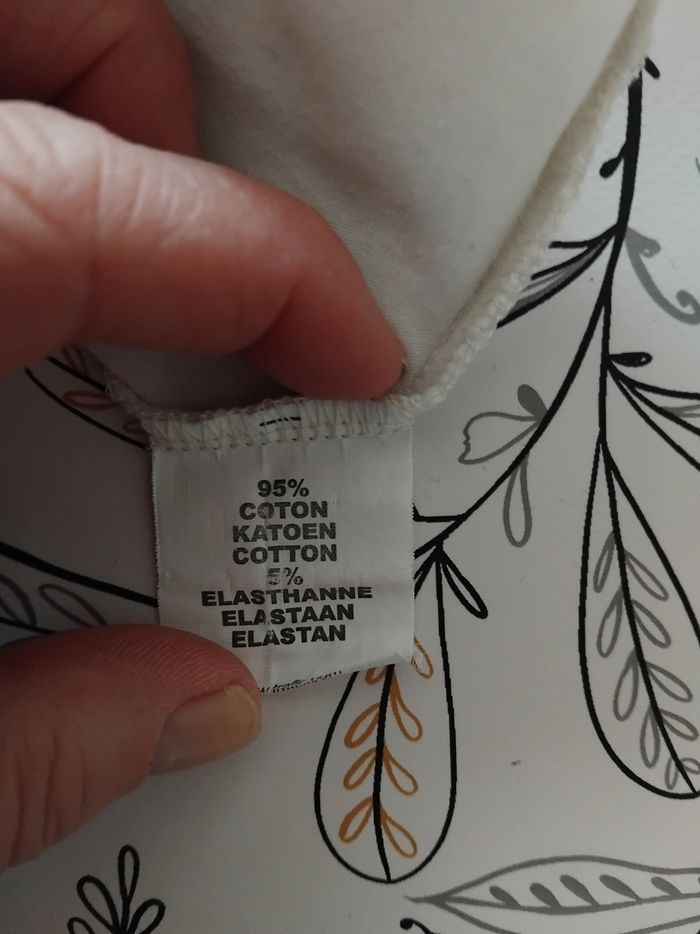 95%
COTON
KATOEN
COTTON
5%
ELASTHANNE
ELASTAAN
ELASTAN